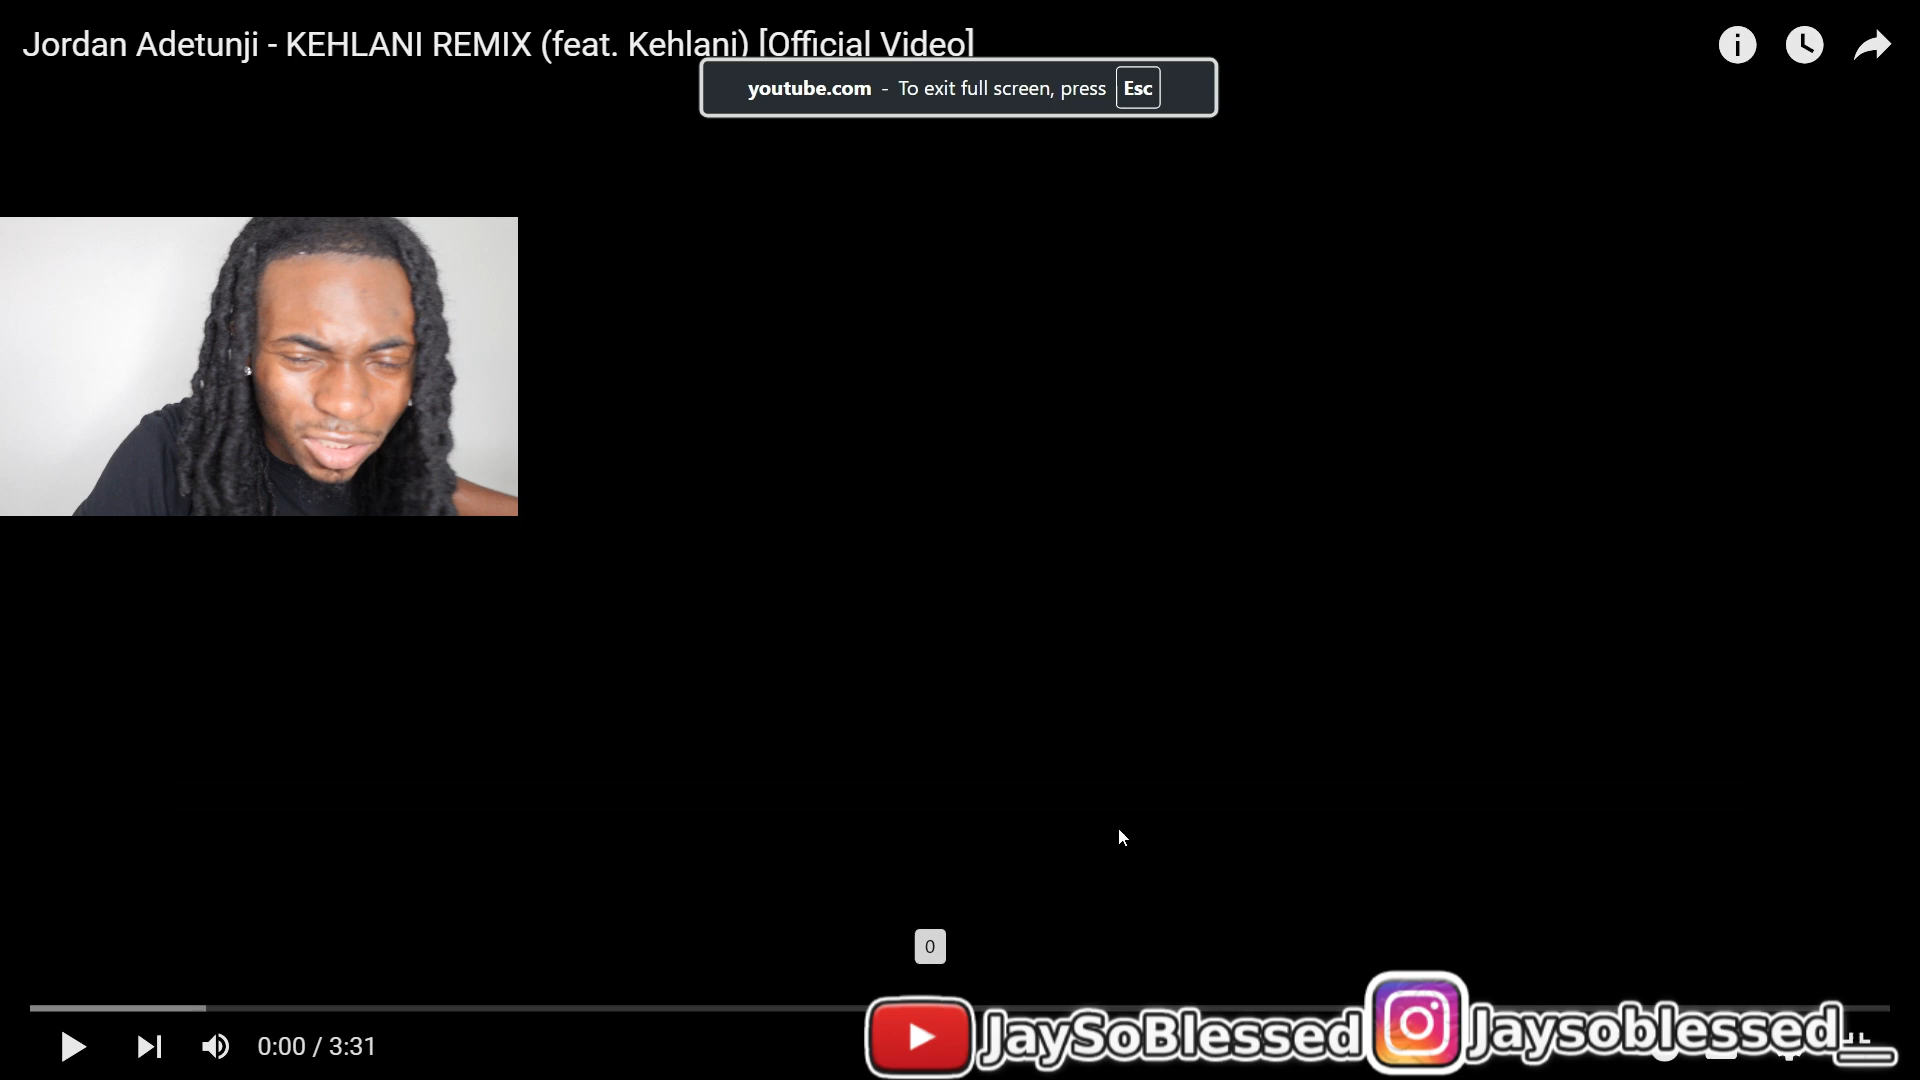 Jordan Adetunji - KEHLANI REMIX (feat. Kehlani) [Official Video]
youtube.com - To exit full screen, press Esc
0
0:00 / 3:31
JaySoBlessed
Jaysoblessed__